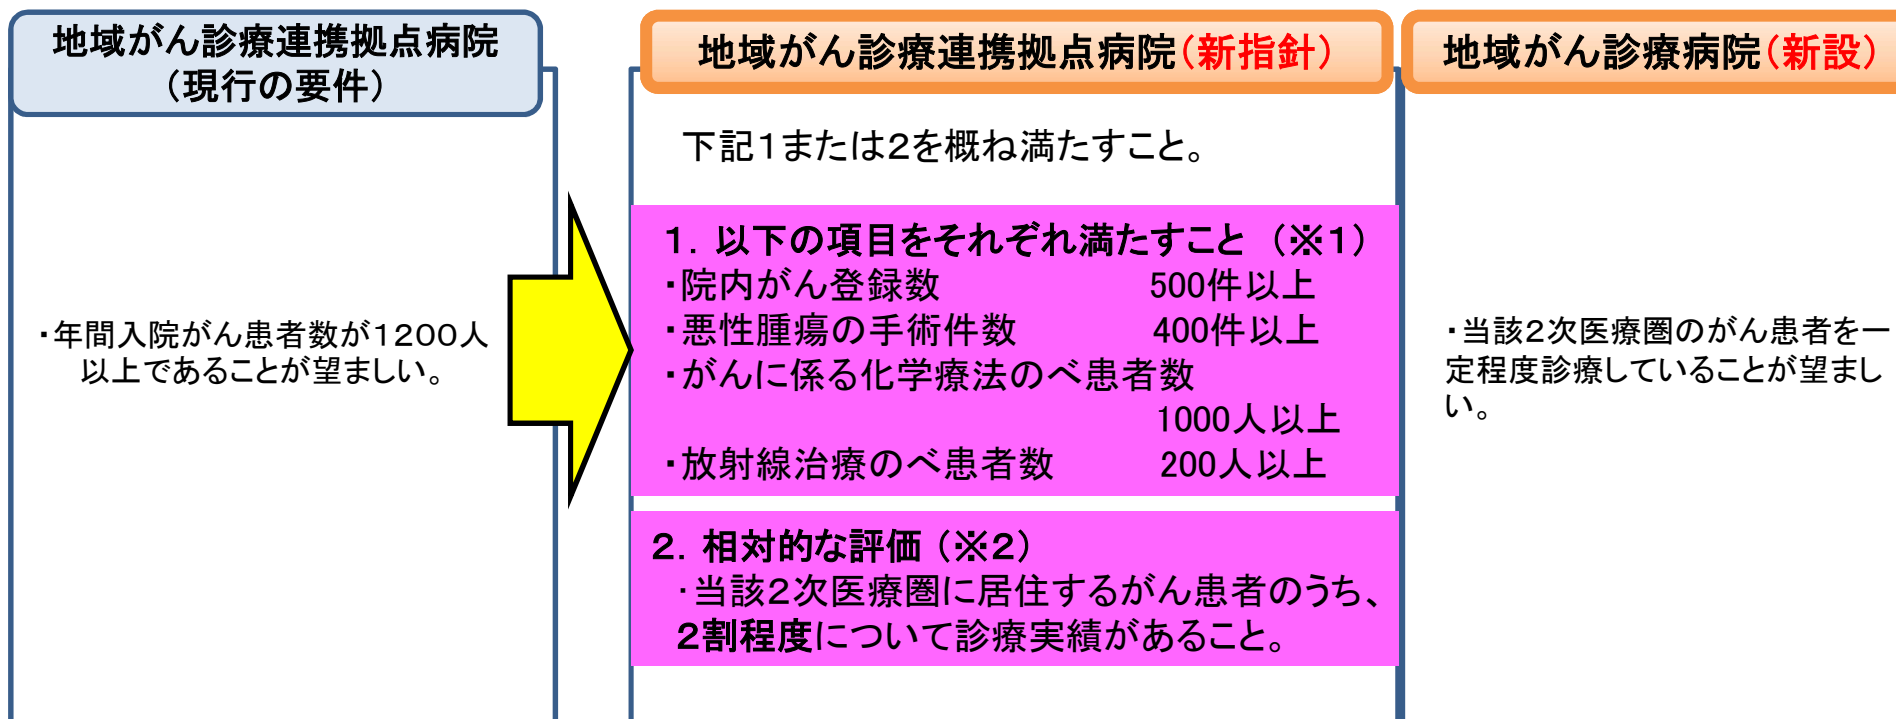 地域がん診療連携拠点病院
（現行の要件）
・年間入院がん患者数が１２００人
以上であることが望ましい。
地域がん診療連携拠点病院（新指針）
下記１または２を概ね満たすこと。
１．以下の項目をそれぞれ満たすこと （※１）
・院内がん登録数 500件以上
・悪性腫瘍の手術件数 400件以上
・がんに係る化学療法のべ患者数
1000人以上
・放射線治療のべ患者数 200人以上
２．相対的な評価（※２）
・当該２次医療圏に居住するがん患者のうち、
２割程度について診療実績があること。
地域がん診療病院（新設）
・当該２次医療圏のがん患者を一
定程度診療していることが望まし
い。